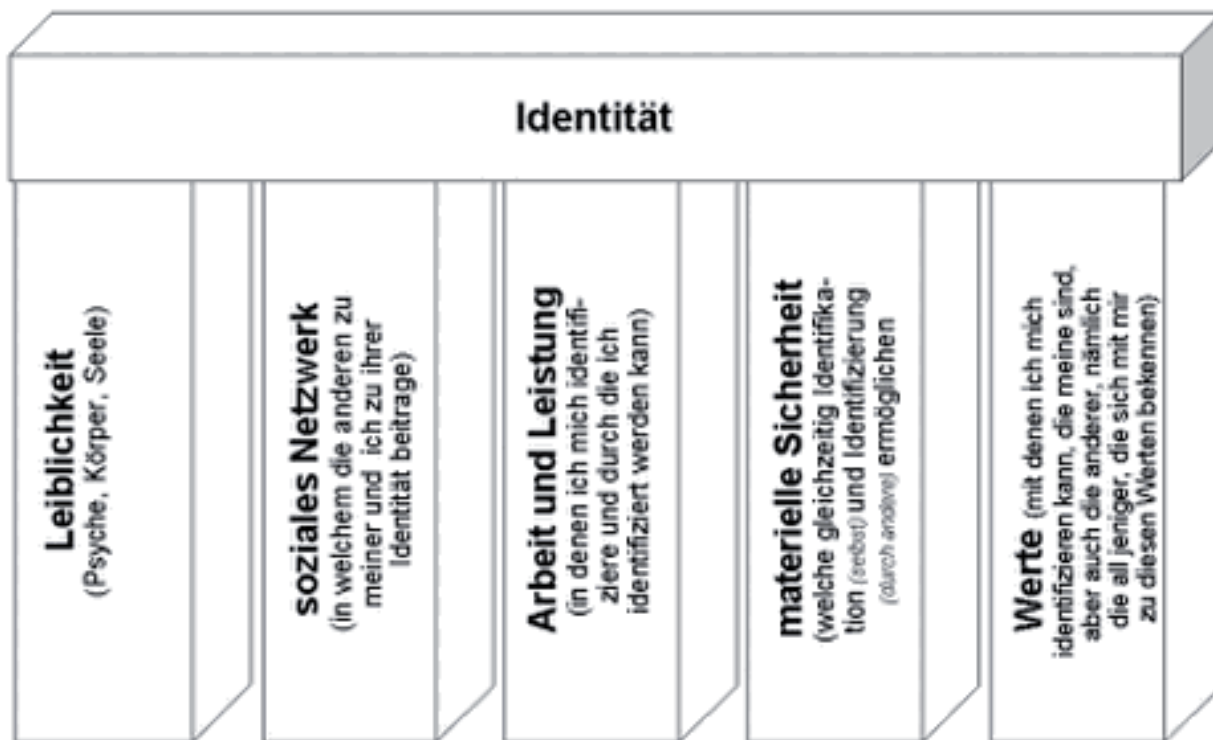 Identität
Leiblichkeit
(Psyche, Körper, Seele)
soziales Netzwerk
(in welchem die anderen zu
meiner und ich zu ihrer
Identität beitrage)
Arbeit und Leistung
(in denen ich mich identifi-
ziere und durch die ich
identifiziert werden kann)
materielle Sicherheit
(welche gleichzeitig Identifika-
tion (selbst) und Identifizierung
(durch andere) ermöglichen
Werte (mit denen ich mich
identifizieren kann, die meine sind,
aber auch die anderer, nämlich
die all jeniger, die sich mit mir
zu diesen Werten bekennen)